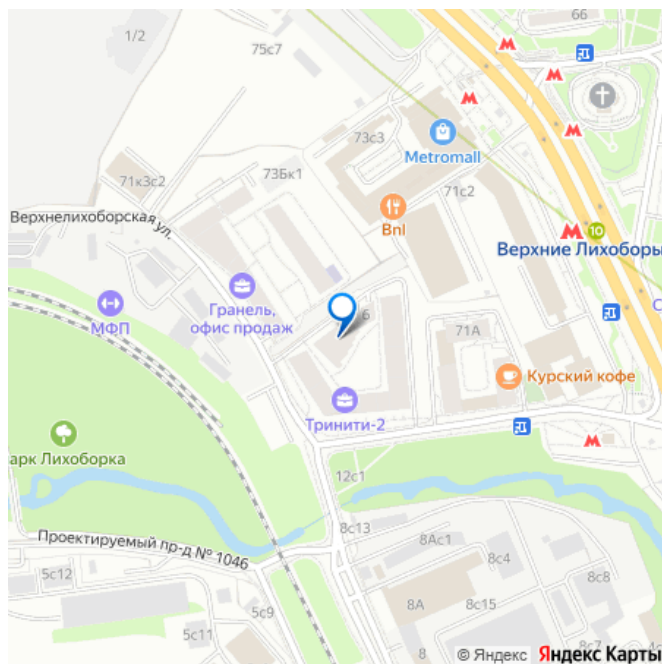 66
1/2
75с7
73с3
Metromall
73Бк1
71к3с2
71с2
Верхнелихоборская ул.
Bnl
10
Верхние Лихоборы
Гранель,
офис продаж
МФП
6
71А
Курский кофе
Тринити-2
арк Лихоборка
12с1
8с13
Проектируемый пр-д № 1046
8Ас1
8с4
5с12
8с8
8А
8с15
5с9
5с11
8
8с7
© Яндекс Яндекс Карты